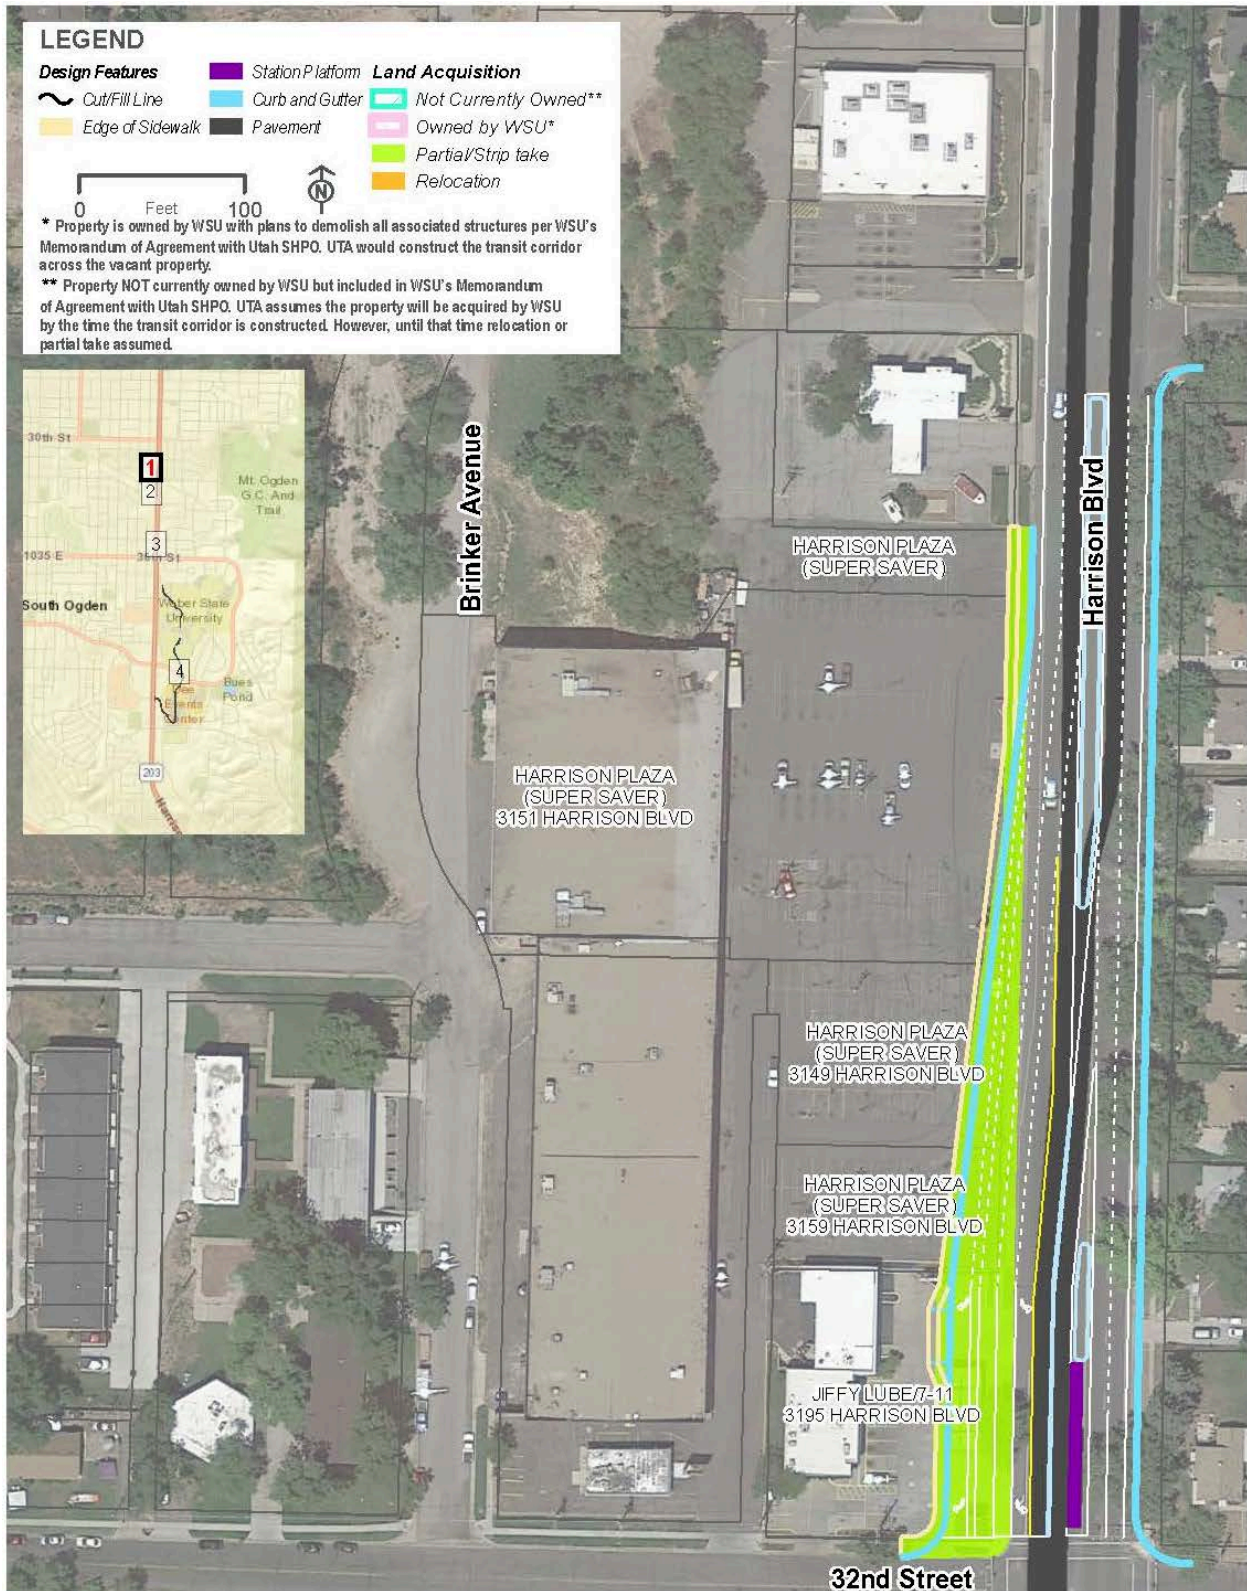 LEGEND
Design Features
Cut/Fill Line
Edge of Sidewalk
Station Platform
Curb and Gutter
Pavement
Land Acquisition
Not Currently Owned**
Owned by WSU*
Partial/Strip take
Relocation
0 Feet 100
N
* Property is owned by WSU with plans to demolish all associated structures per WSU's
Memorandum of Agreement with Utah SHPO. UTA would construct the transit corridor
across the vacant property.
** Property NOT currently owned by WSU but included in WSU's Memorandum
of Agreement with Utah SHPO. UTA assumes the property will be acquired by WSU
by the time the transit corridor is constructed. However, until that time relocation or
partial take assumed.
30th St
1
2
Mt. Ogden
G.C. And
Trail
3
1035 E
36th St
South Ogden
Weber State
University
4
Bues
Pond
Dee
Events
Center
203
Harris
Brinker Avenue
Harrison Blvd
HARRISON PLAZA
(SUPER SAVER)
HARRISON PLAZA
(SUPER SAVER)
3151 HARRISON BLVD
HARRISON PLAZA
(SUPER SAVER)
3149 HARRISON BLVD
HARRISON PLAZA
(SUPER SAVER)
3159 HARRISON BLVD
JIFFY LUBE/7-11
3195 HARRISON BLVD
32nd Street